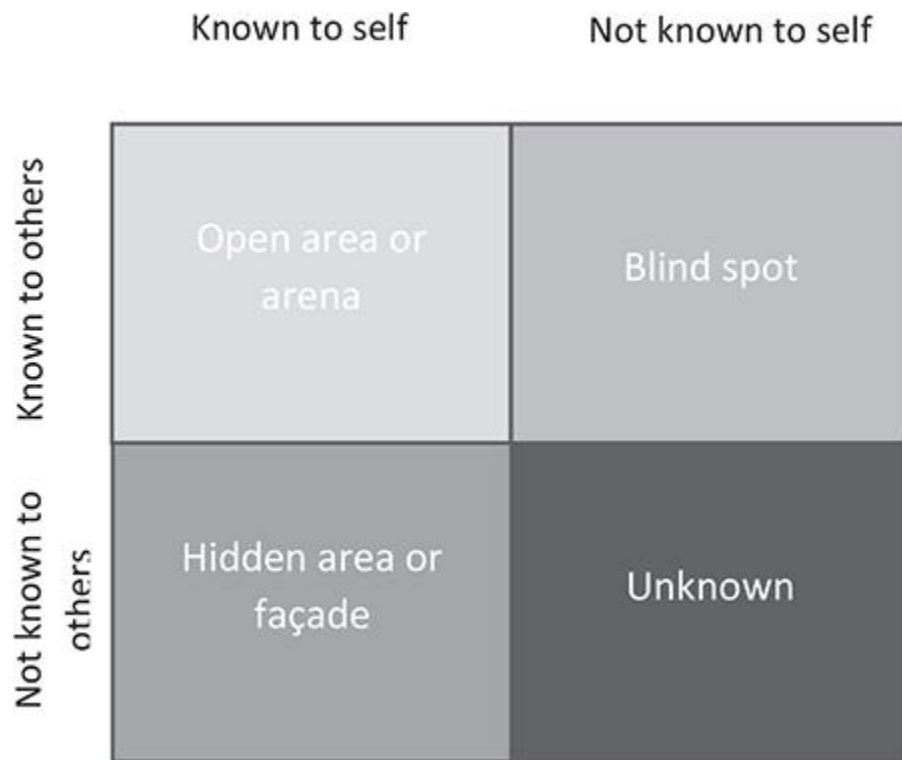 Known to self
Not known to self
Known to others
Open area or
arena
Blind spot
Not known to
others
Hidden area or
façade
Unknown